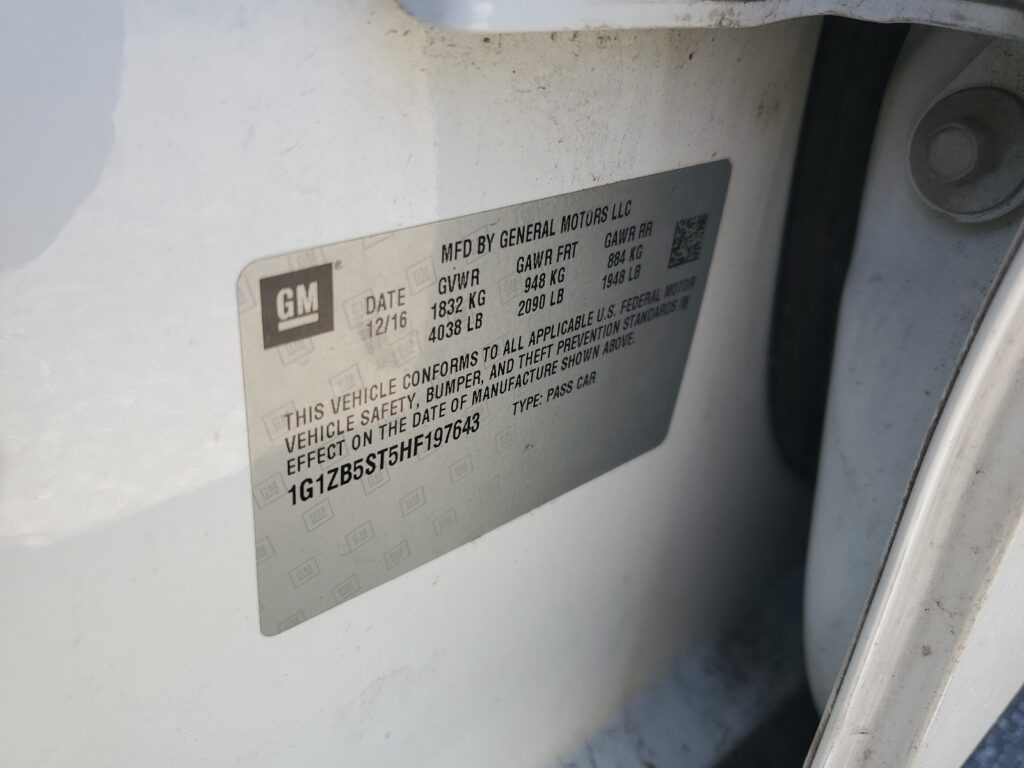 MFD BY GENERAL MOTORS LLC
GM
DATE GVWR GAWR FRT GAWR RR
12/16 1832 KG 948 KG 884 KG
4038 LB 2090 LB 1948 LB
THIS VEHICLE CONFORMS TO ALL APPLICABLE U.S. FEDERAL MOTOR
VEHICLE SAFETY, BUMPER, AND THEFT PREVENTION STANDARDS IN
EFFECT ON THE DATE OF MANUFACTURE SHOWN ABOVE.
1G1ZB5ST5HF197643 TYPE: PASS CAR